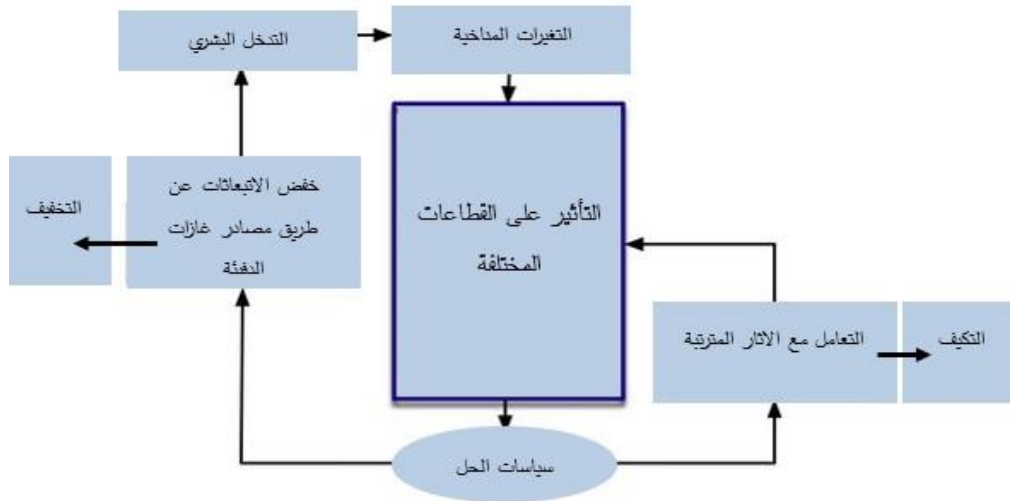 التدخل البشري
التغيرات المناخية
التأثير على القطاعات
المختلفة
خفض الانبعاثات عن
طريق مصادر غازات
الدفئة
التخفيف
التعامل مع الاثار المترتبة
التكيف
سياسات الحل